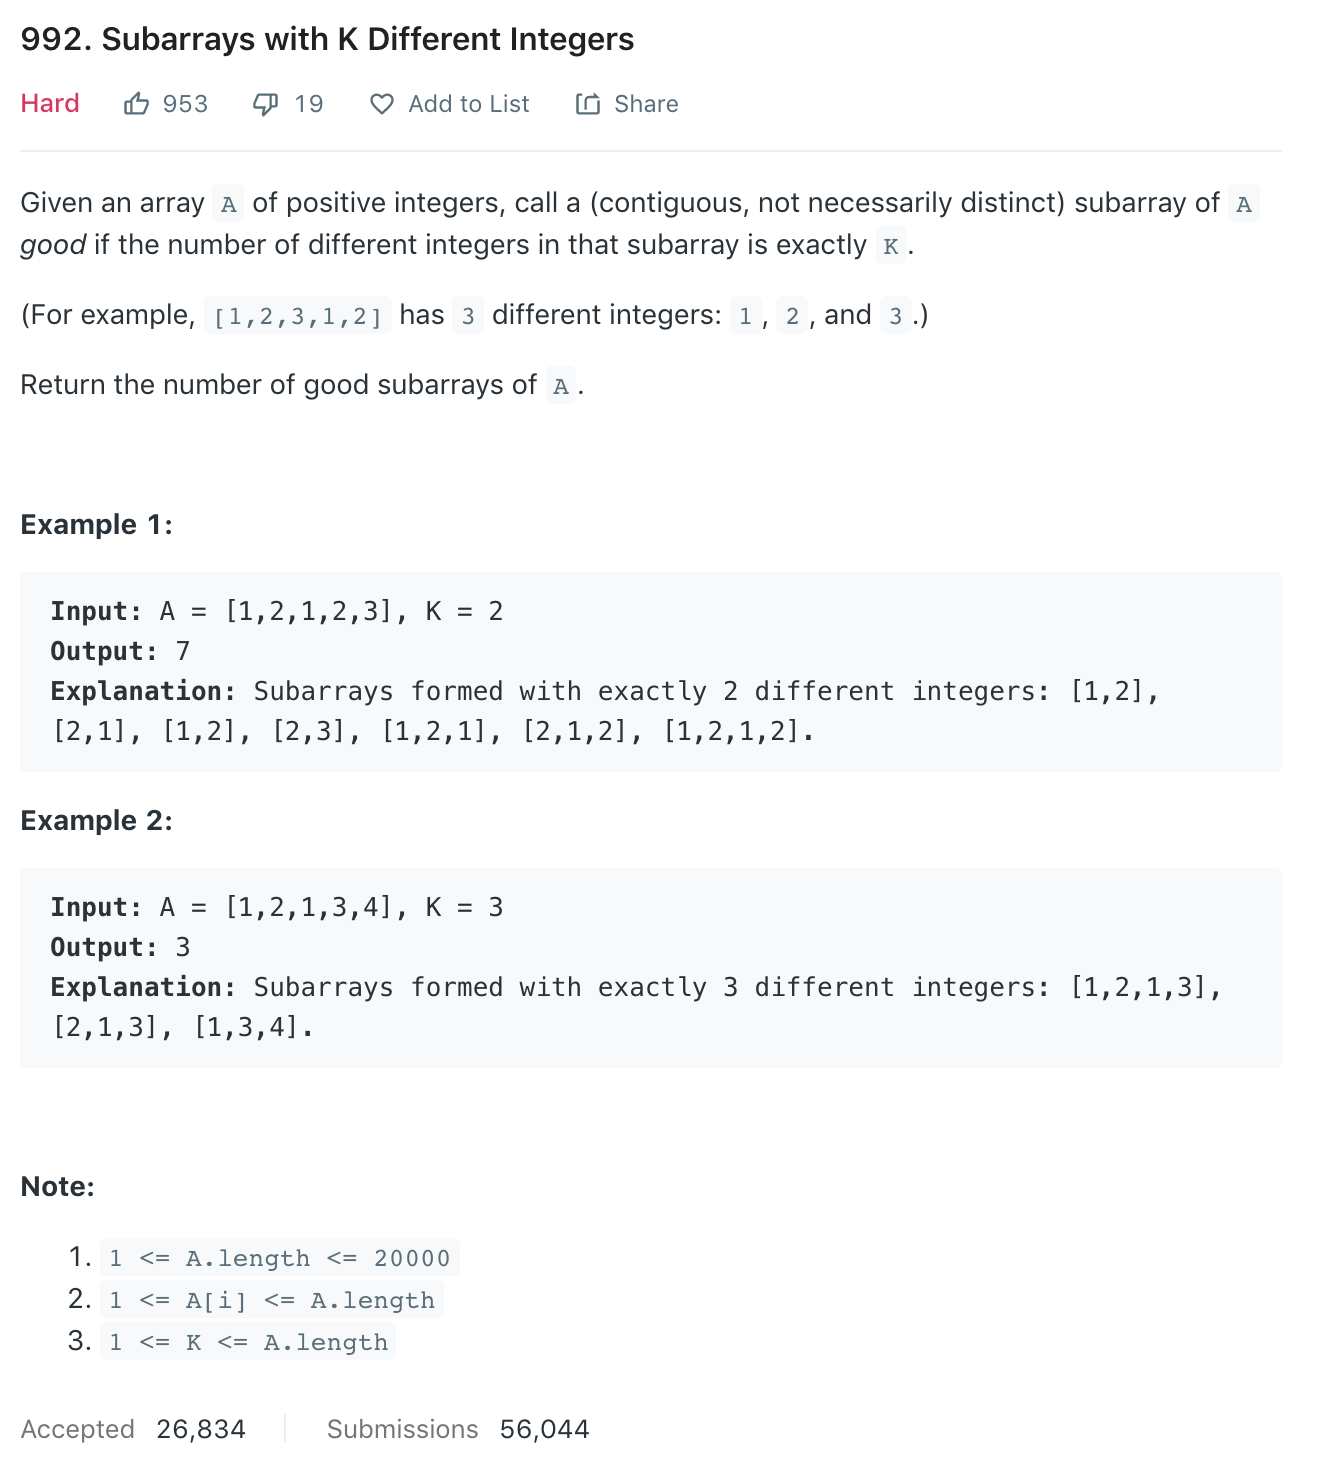 992. Subarrays with K Different Integers
Hard 953 19 Add to List Share
Given an array A of positive integers, call a (contiguous, not necessarily distinct) subarray of A
good if the number of different integers in that subarray is exactly K.
(For example, [1,2,3,1,2] has 3 different integers: 1, 2, and 3.)
Return the number of good subarrays of A.
Example 1:
Input: A = [1,2,1,2,3], K = 2
Output: 7
Explanation: Subarrays formed with exactly 2 different integers: [1,2],
[2,1], [1,2], [2,3], [1,2,1], [2,1,2], [1,2,1,2].
Example 2:
Input: A = [1,2,1,3,4], K = 3
Output: 3
Explanation: Subarrays formed with exactly 3 different integers: [1,2,1,3],
[2,1,3], [1,3,4].
Note:
1. 1 <= A.length <= 20000
2. 1 <= A[i] <= A.length
3. 1 <= K <= A.length
Accepted 26,834 Submissions 56,044